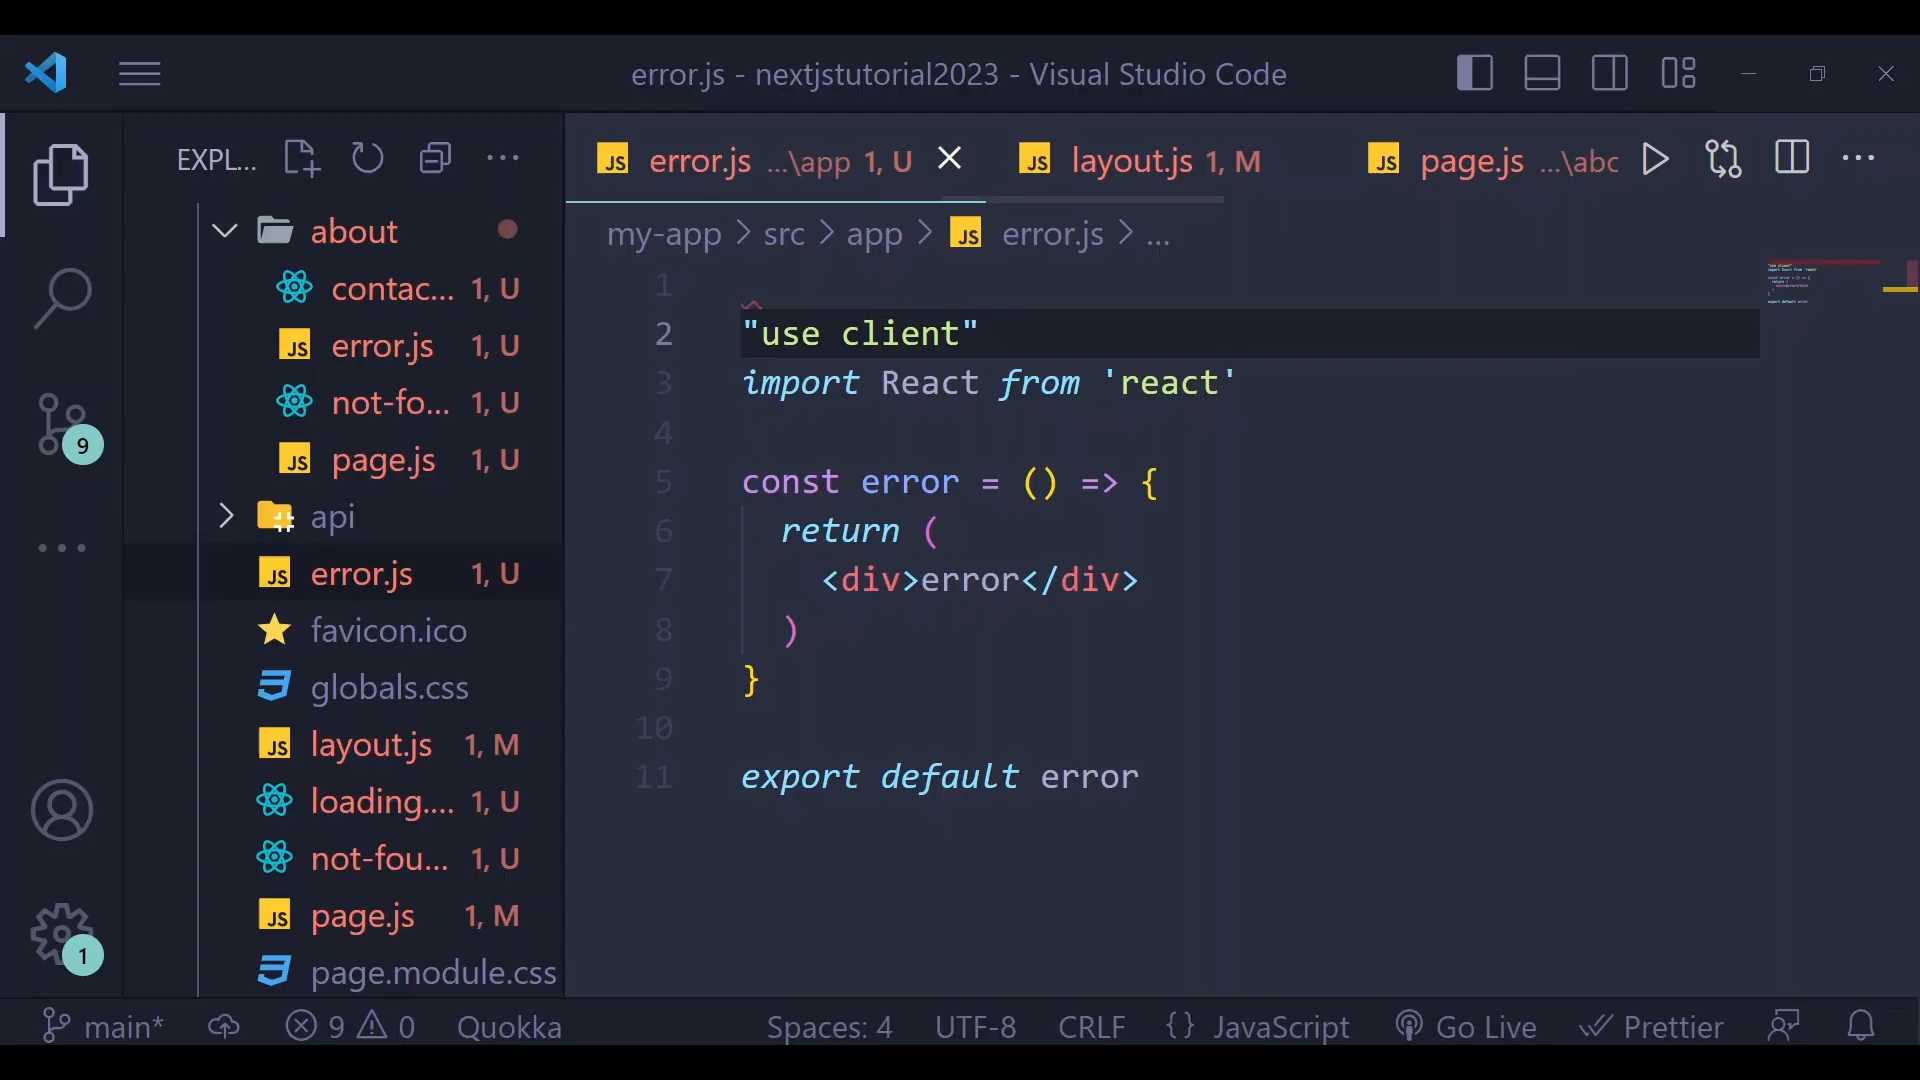 error.js - nextjstutorial2023 - Visual Studio Code
EXPL...
about
contac... 1, U
error.js 1, U
not-fo... 1, U
page.js 1, U
api
error.js 1, U
favicon.ico
globals.css
layout.js 1, M
loading.... 1, U
not-fou... 1, U
page.js 1, M
page.module.css
9
1
JS error.js ...\app 1, U
JS layout.js 1, M
JS page.js ...\abc
my-app > src > app > JS error.js > ...
1
2 "use client"
3 import React from 'react'
4
5 const error = () => {
6 return (
7 <div>error</div>
8 )
9 }
10
11 export default error
main* 9 0 Quokka Spaces: 4 UTF-8 CRLF {} JavaScript Go Live Prettier